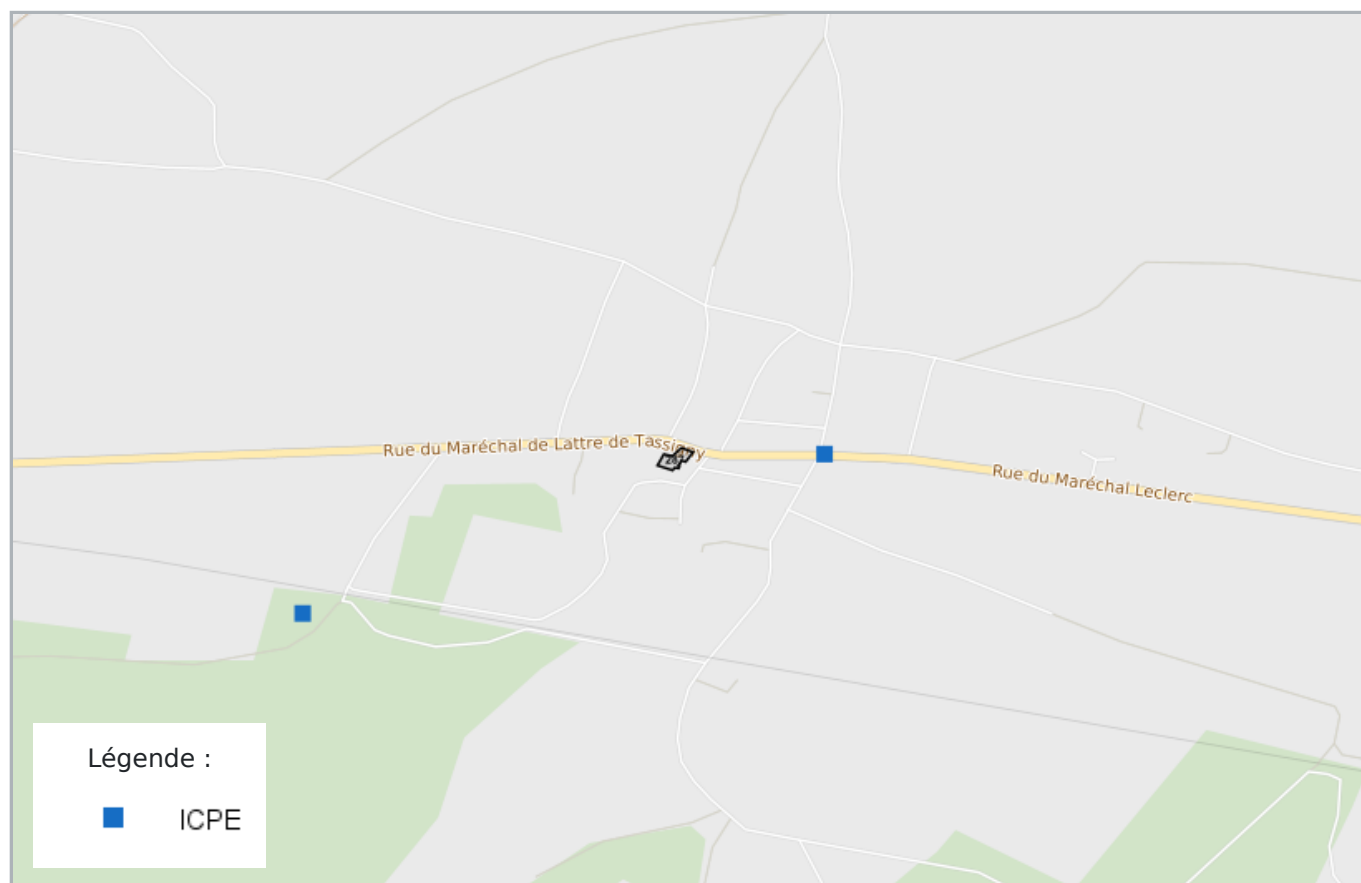 Rue du Maréchal de Lattre de Tassigny
Rue du Maréchal Leclerc
Légende :
ICPE